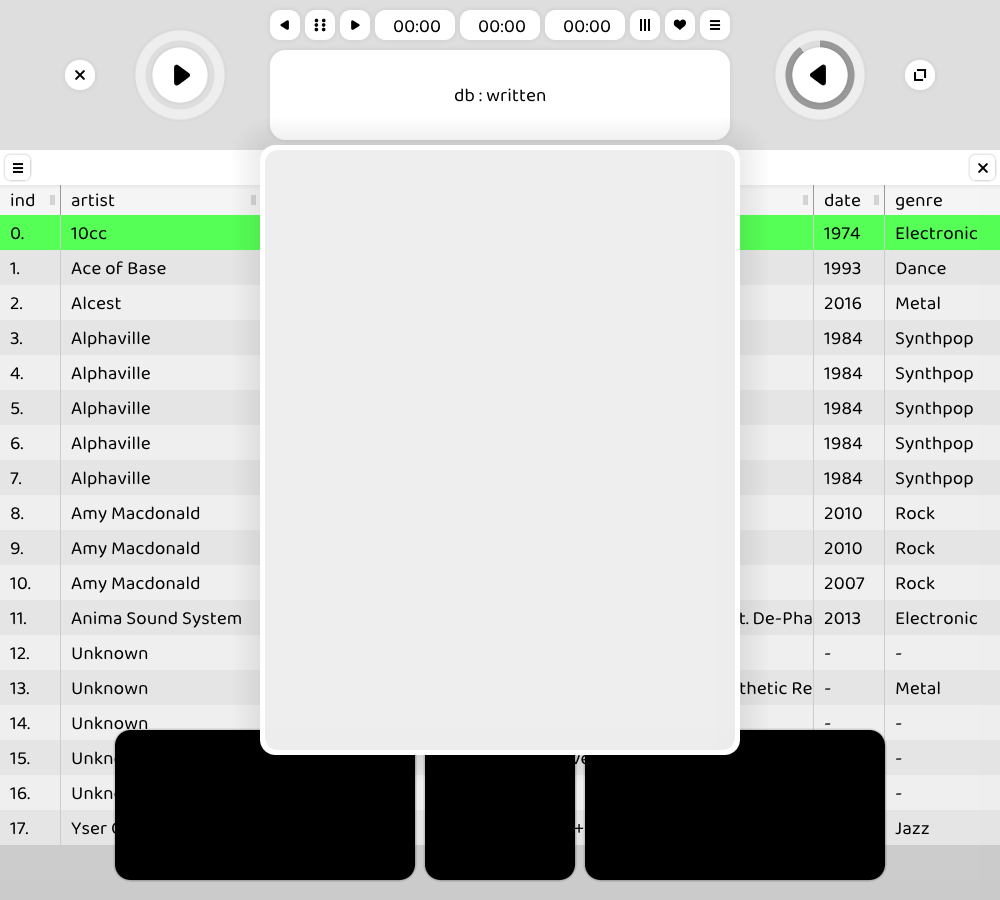 00:00 00:00 00:00
db : written
ind artist date genre
0. 10cc 1974 Electronic
1. Ace of Base 1993 Dance
2. Alcest 2016 Metal
3. Alphaville 1984 Synthpop
4. Alphaville 1984 Synthpop
5. Alphaville 1984 Synthpop
6. Alphaville 1984 Synthpop
7. Alphaville 1984 Synthpop
8. Amy Macdonald 2010 Rock
9. Amy Macdonald 2010 Rock
10. Amy Macdonald 2007 Rock
11. Anima Sound System t. De-Pha 2013 Electronic
12. Unknown - -
13. Unknown thetic Re - Metal
14. Unknown - -
15. -
16. -
17. Yser + Jazz